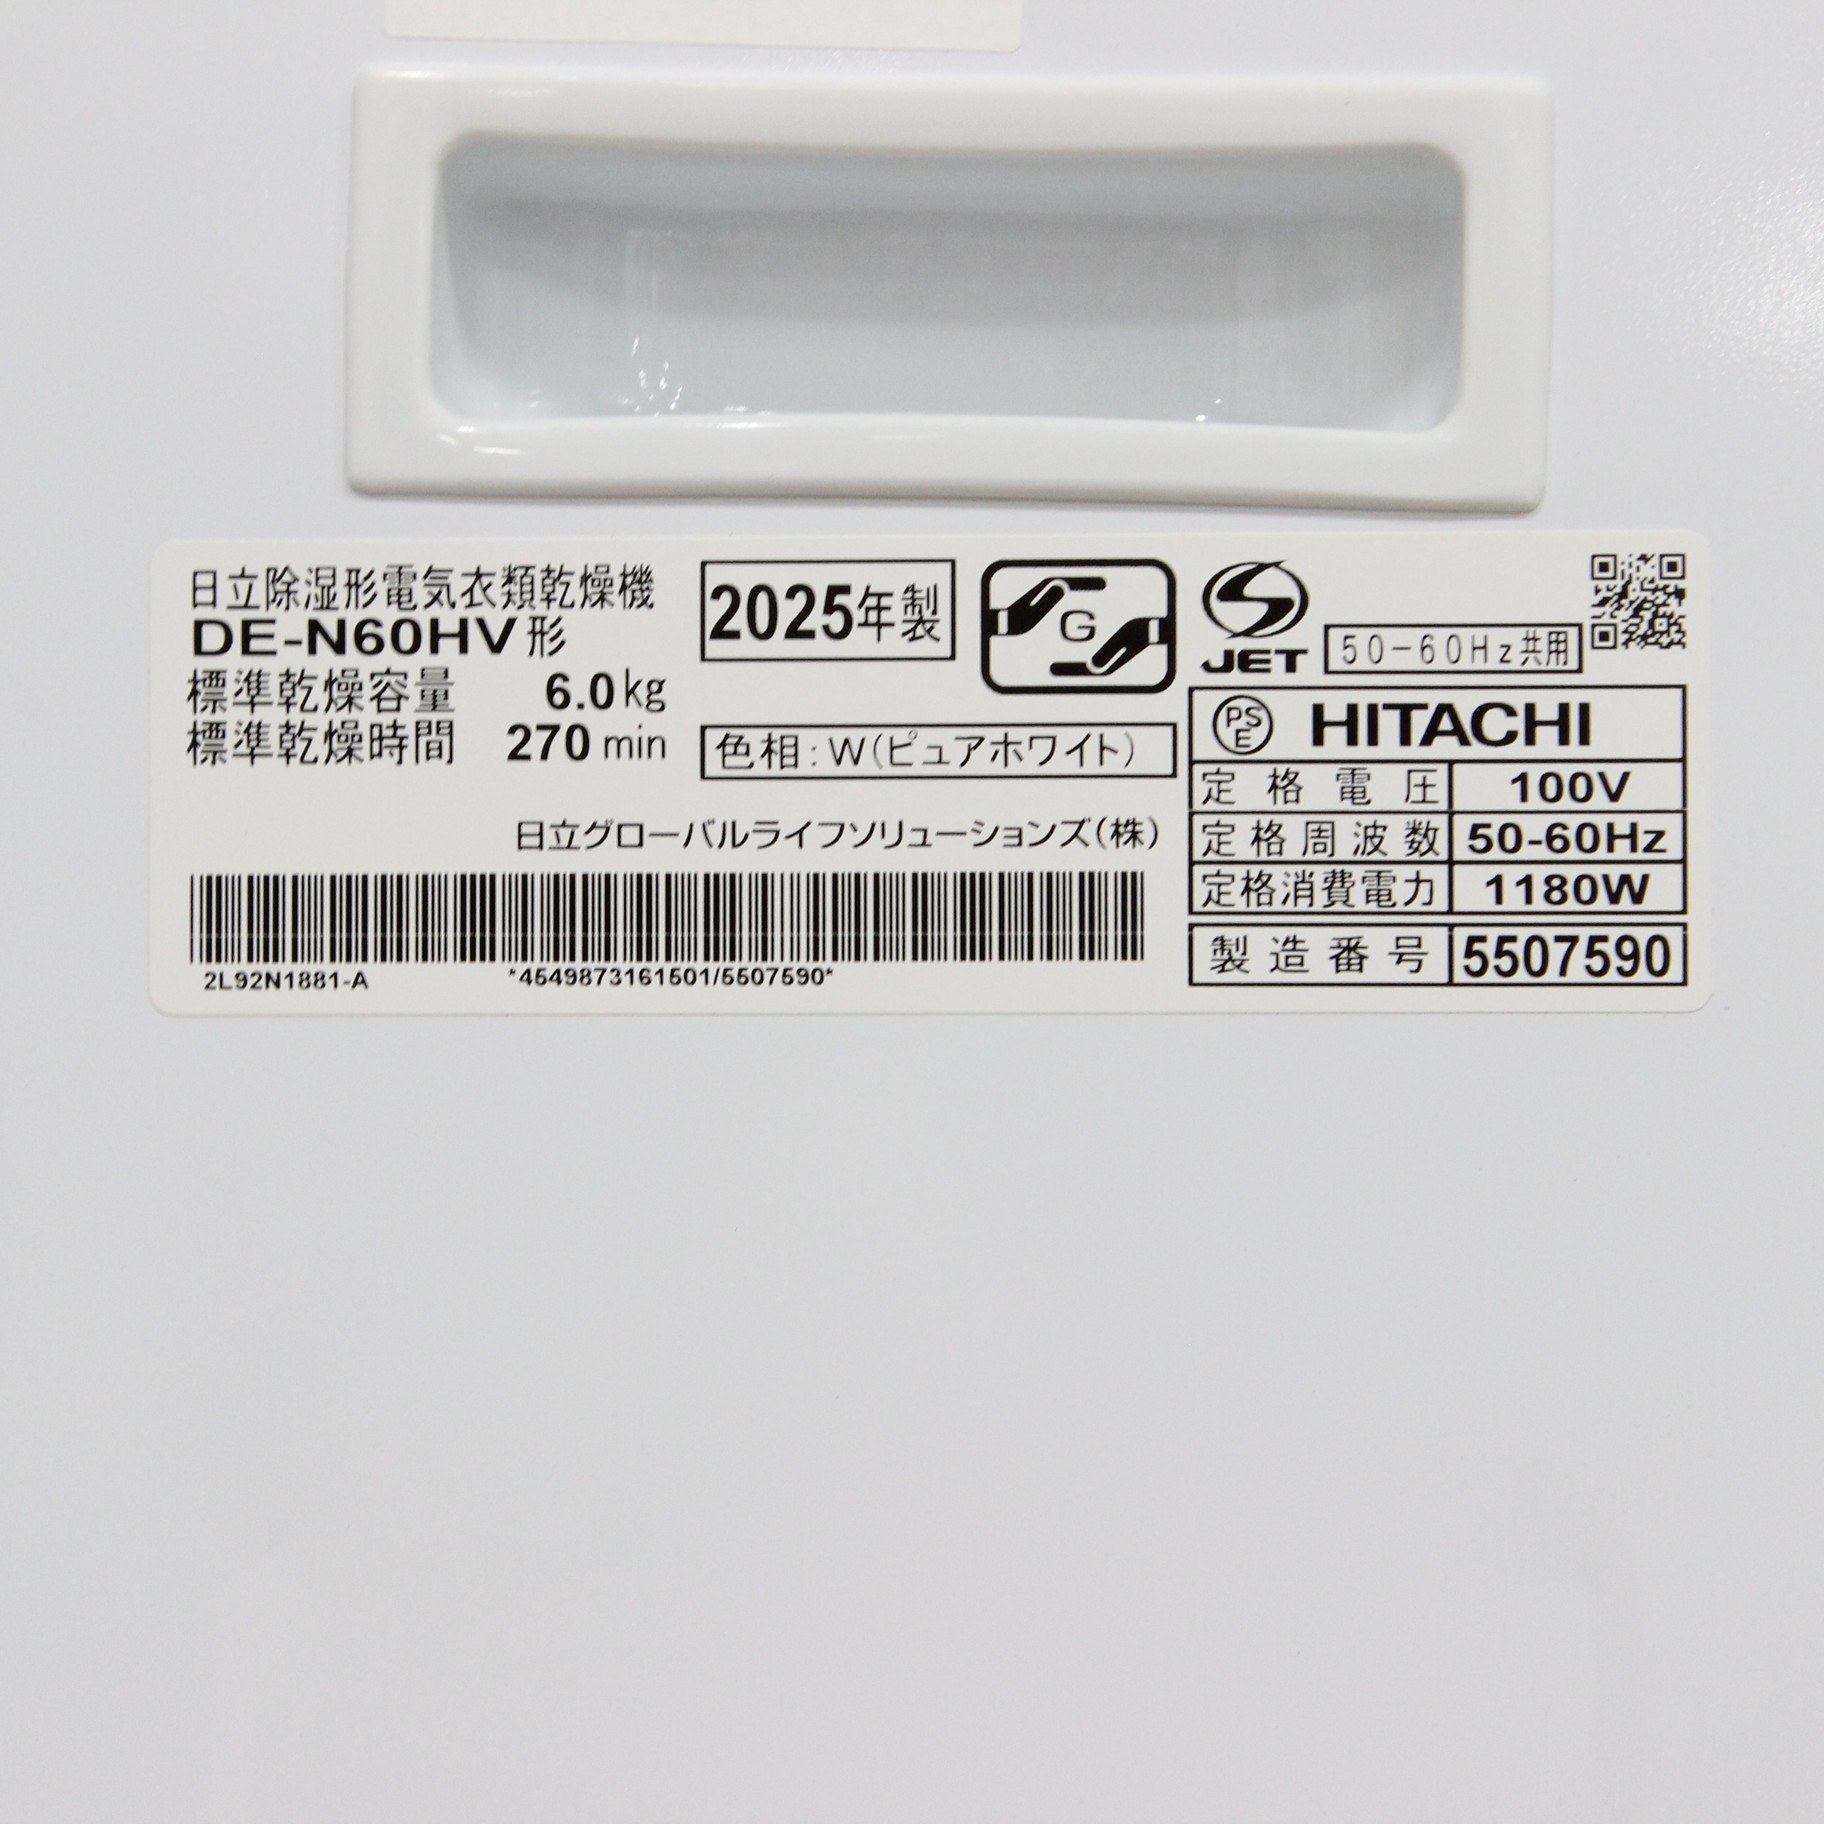 日立除湿形電気衣類乾燥機
DE-N60HV形
標準乾燥容量 6.0kg
標準乾燥時間 270 min
2025年製
G
色相:W(ピュアホワイト)
日立グローバルライフソリューションズ(株)
2L92N1881-A *4549873161501/5507590*
S
JET
50-60Hz共用
PSE HITACHI
定格電圧 100V
定格周波数 50-60Hz
定格消費電力 1180W
製造番号 5507590